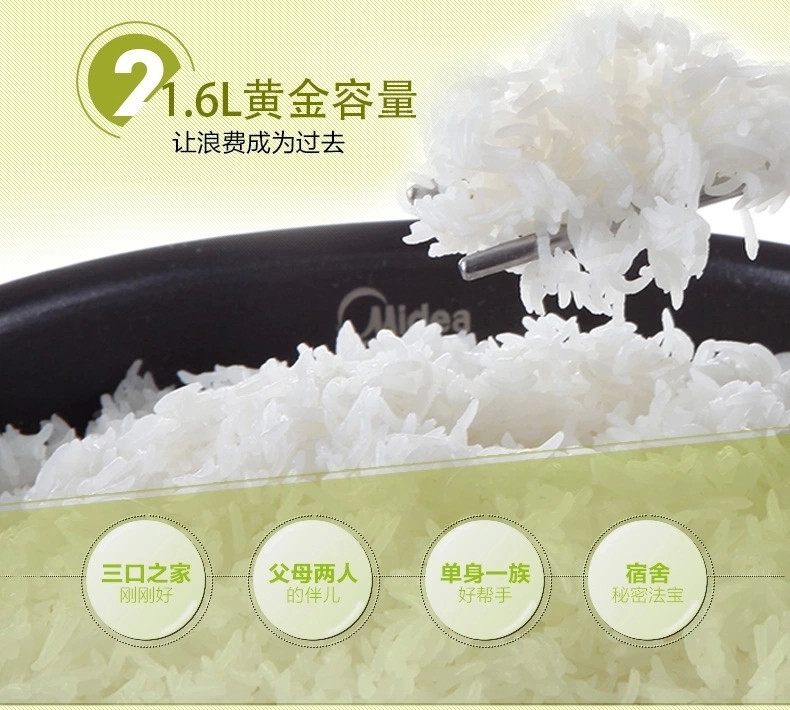 2
1.6L黄金容量
让浪费成为过去
Midea
三口之家
刚刚好
父母两人
的伴儿
单身一族
好帮手
宿舍
秘密法宝